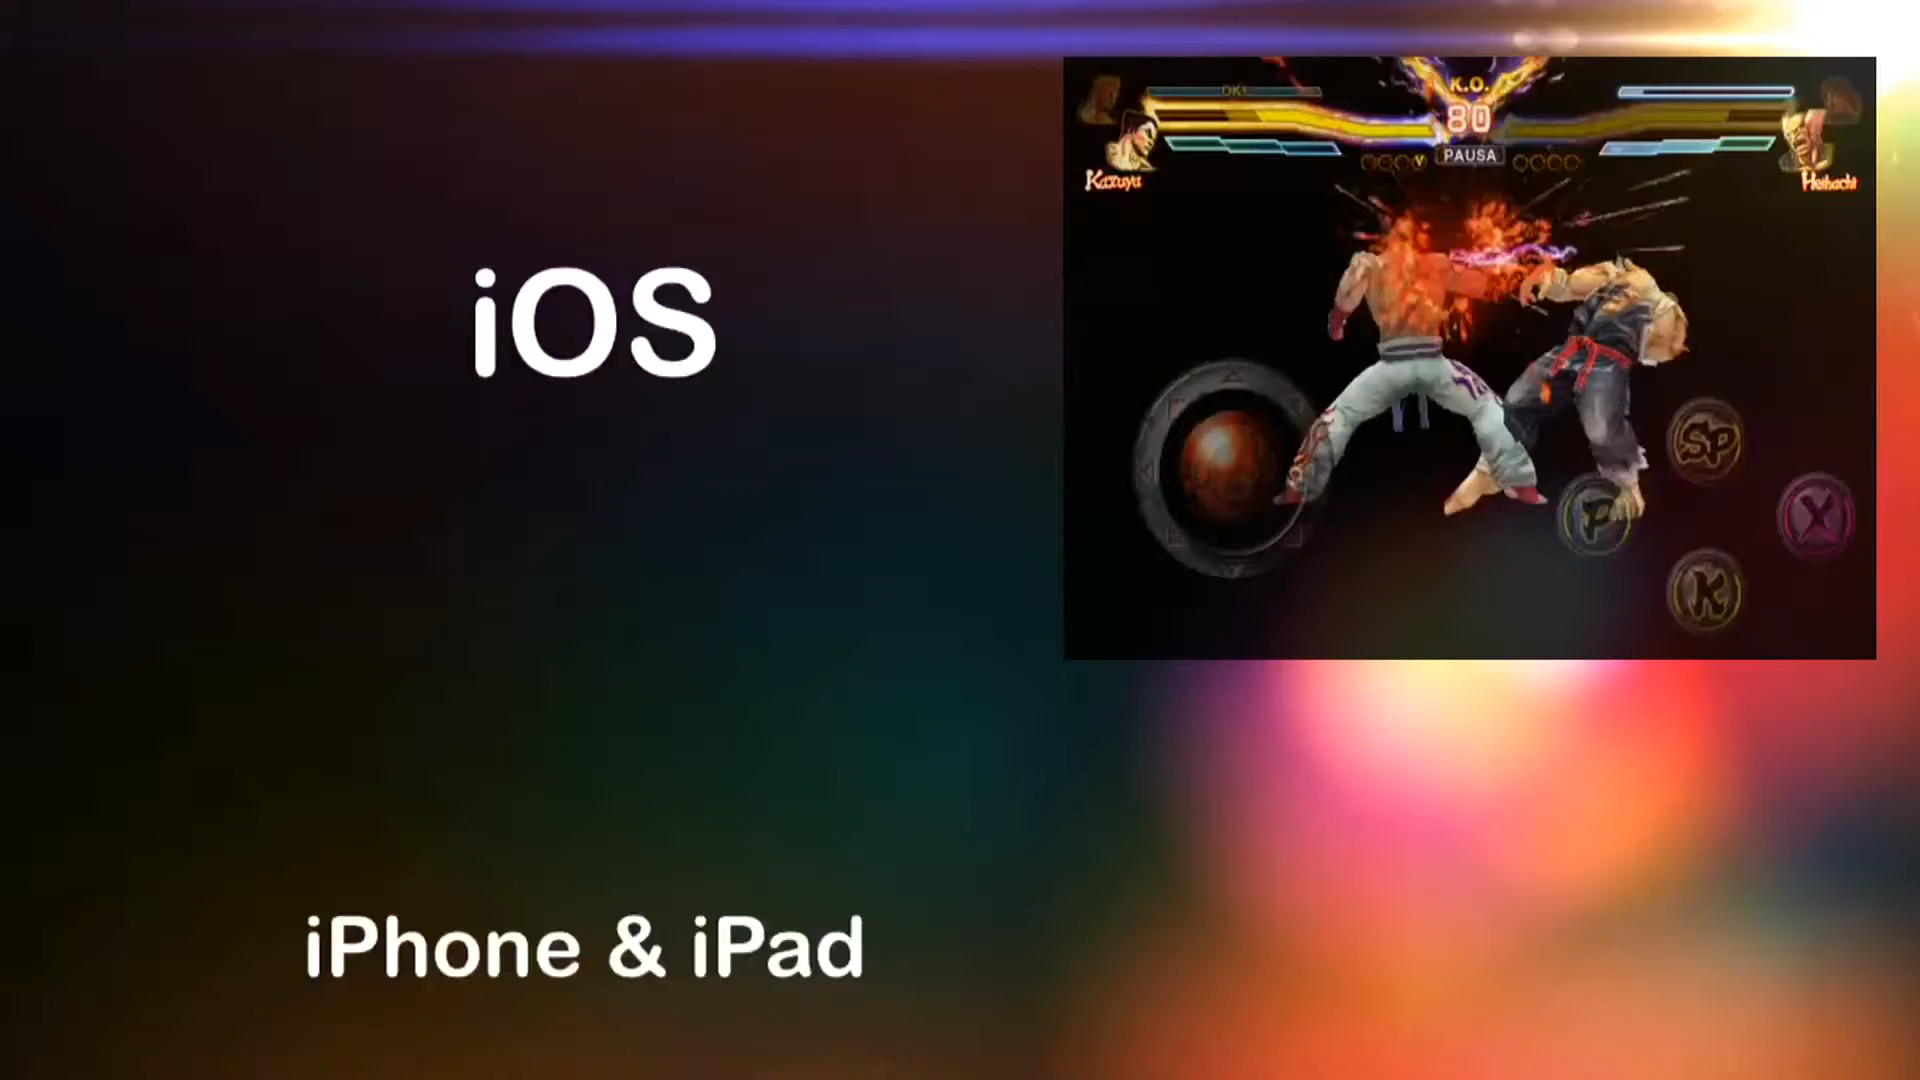 iOS
iPhone & iPad
K.O.
80
PAUSA
Kazuya
Heihachi
SP
P
X
K